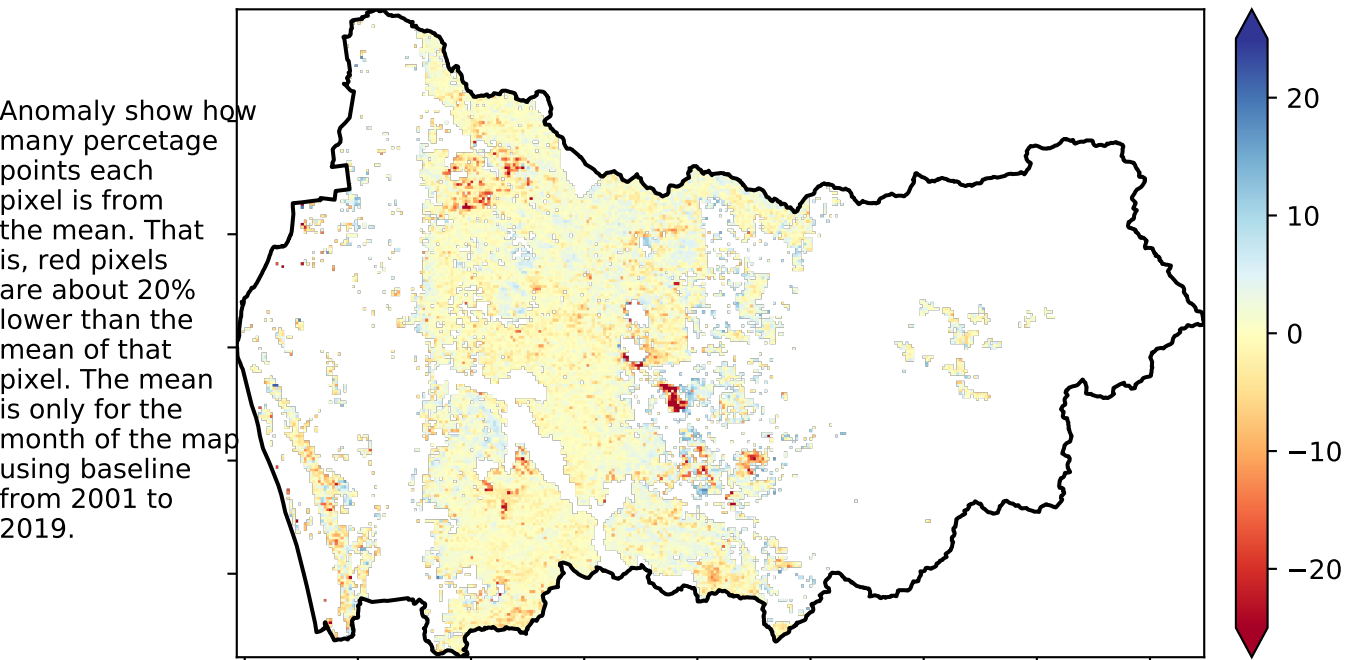 Anomaly show how
many percetage
points each
pixel is from
the mean. That
is, red pixels
are about 20%
lower than the
mean of that
pixel. The mean
is only for the
month of the map
using baseline
from 2001 to
2019.
20
10
0
−10
−20